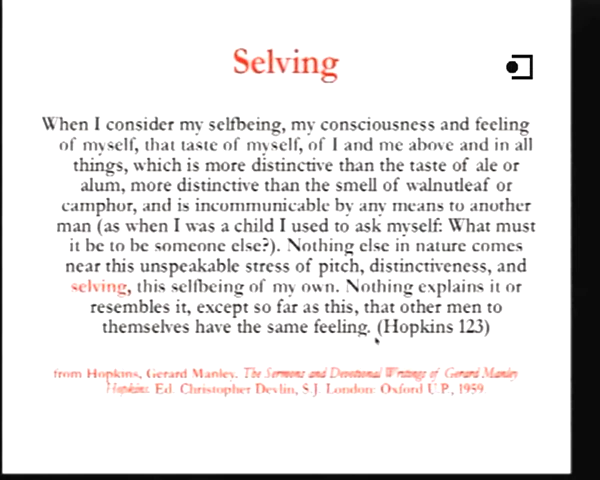 Selving
When I consider my selfbeing, my consciousness and feeling
of myself, that taste of myself, of I and me above and in all
things, which is more distinctive than the taste of ale or
alum, more distinctive than the smell of walnutleaf or
camphor, and is incommunicable by any means to another
man (as when I was a child I used to ask myself: What must
it be to be someone else?). Nothing else in nature comes
near this unspeakable stress of pitch, distinctiveness, and
selving, this selfbeing of my own. Nothing explains it or
resembles it, except so far as this, that other men to
themselves have the same feeling. (Hopkins 123)
from Hopkins, Gerard Manley. The Sermons and Devotional Writings of Gerard Manley
Hopkins. Ed. Christopher Devlin, S.J. London: Oxford U.P., 1959